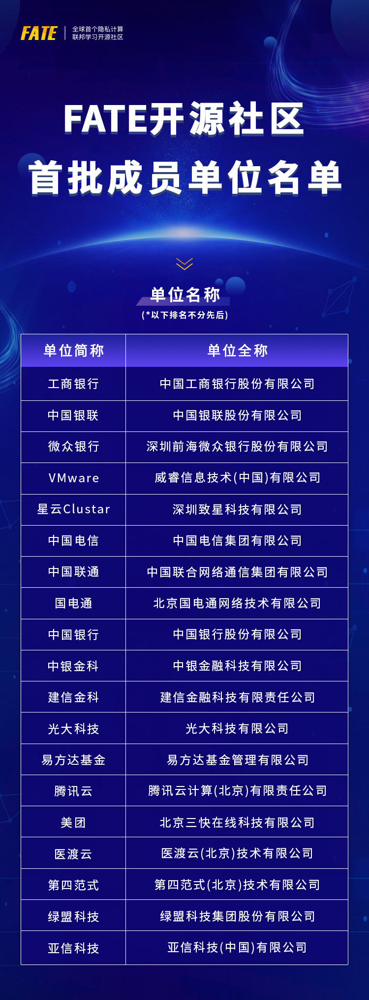 FATE
全球首个隐私计算
联邦学习开源社区
FATE开源社区
首批成员单位名单
单位名称
(*以下排名不分先后)
单位简称 单位全称
工商银行 中国工商银行股份有限公司
中国银联 中国银联股份有限公司
微众银行 深圳前海微众银行股份有限公司
VMware 威睿信息技术(中国)有限公司
星云Clustar 深圳致星科技有限公司
中国电信 中国电信集团有限公司
中国联通 中国联合网络通信集团有限公司
国电通 北京国电通网络技术有限公司
中国银行 中国银行股份有限公司
中银金科 中银金融科技有限公司
建信金科 建信金融科技有限责任公司
光大科技 光大科技有限公司
易方达基金 易方达基金管理有限公司
腾讯云 腾讯云计算(北京)有限责任公司
美团 北京三快在线科技有限公司
医渡云 医渡云(北京)技术有限公司
第四范式 第四范式(北京)技术有限公司
绿盟科技 绿盟科技集团股份有限公司
亚信科技 亚信科技(中国)有限公司